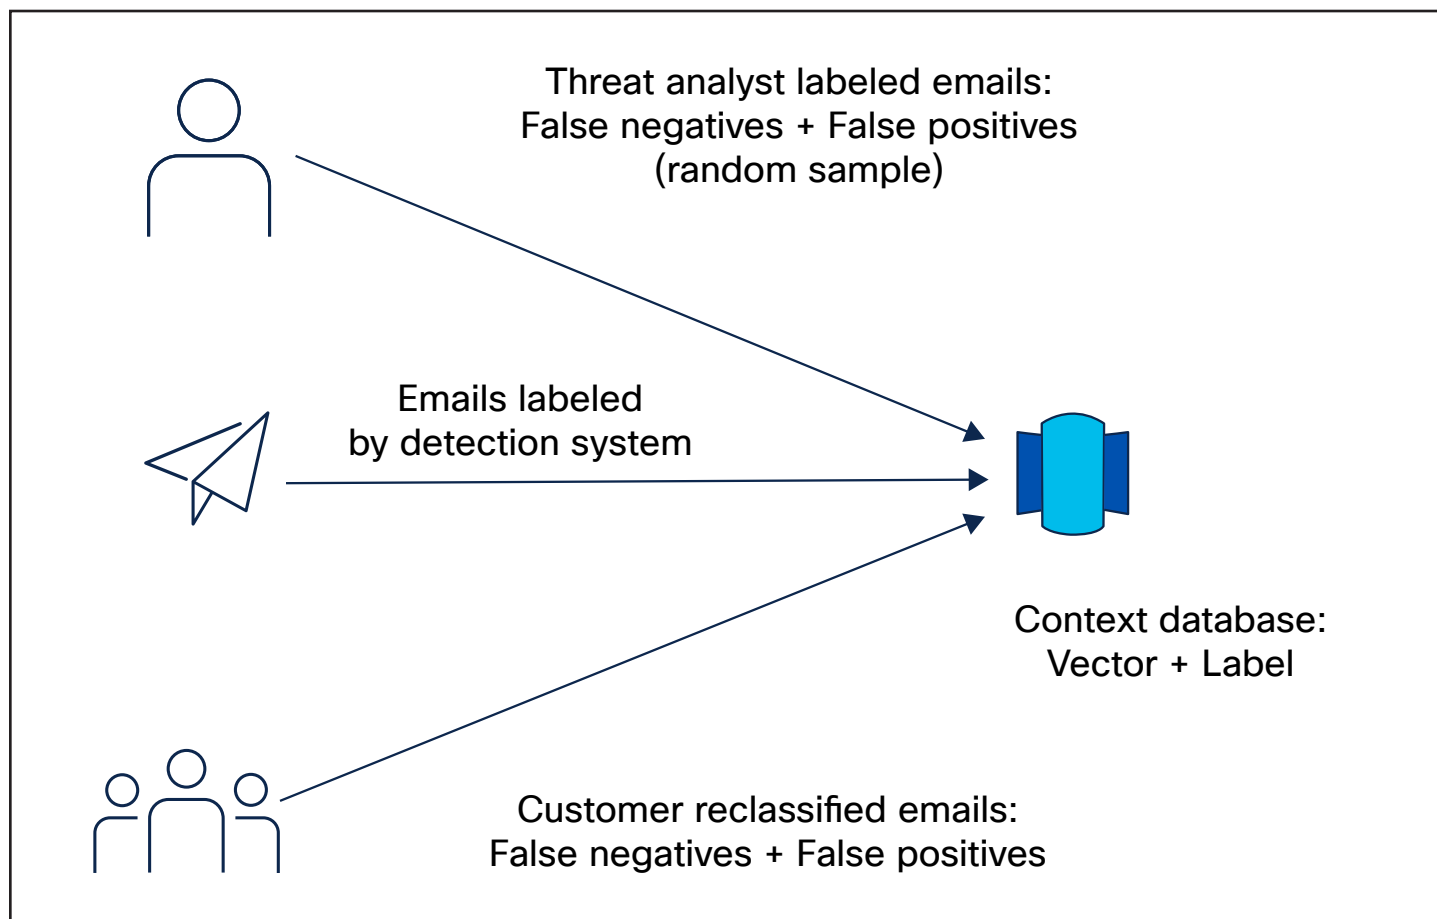 Threat analyst labeled emails:
False negatives + False positives
(random sample)
Emails labeled
by detection system
Context database:
Vector + Label
Customer reclassified emails:
False negatives + False positives